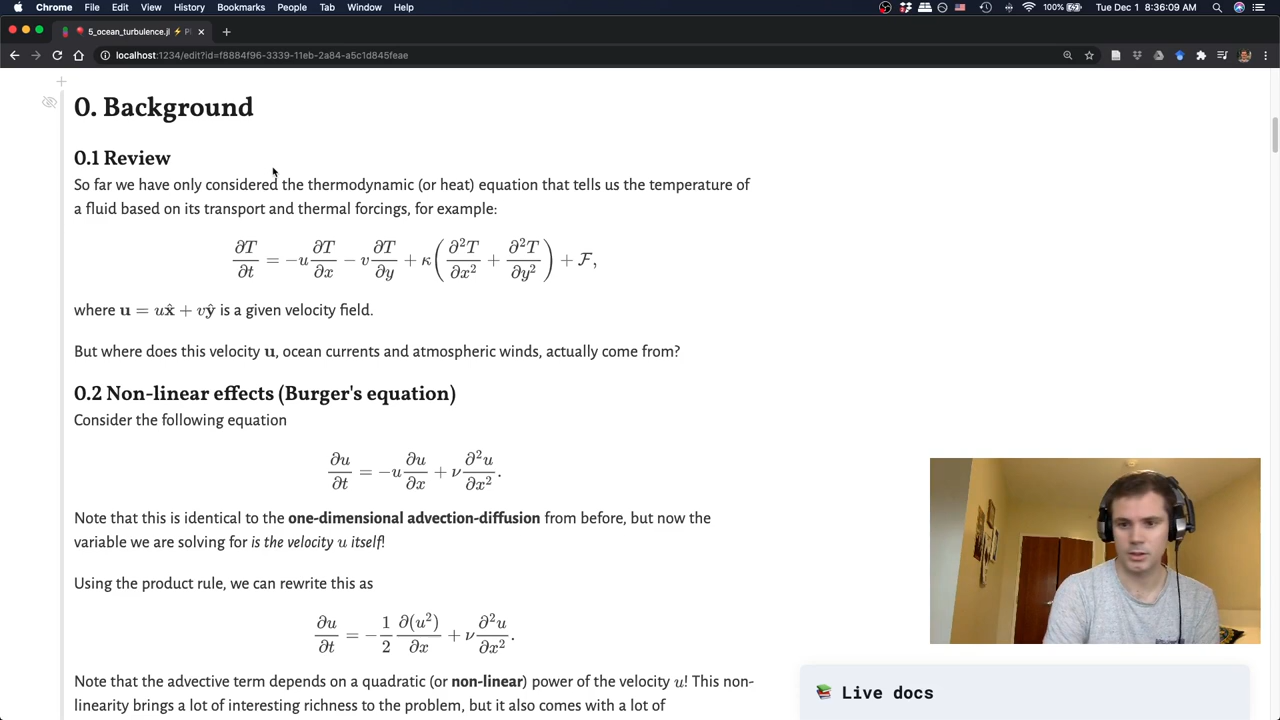 Chrome File Edit View History Bookmarks People Tab Window Help 100% Tue Dec 1 8:36:09 AM
5_ocean_turbulence.jl ⚡ Pl
localhost:1234/edit?id=f8884f96-3339-11eb-2a84-a5c1d845feae
0. Background
0.1 Review
So far we have only considered the thermodynamic (or heat) equation that tells us the temperature of
a fluid based on its transport and thermal forcings, for example:
∂T/∂t = −u ∂T/∂x − v ∂T/∂y + κ(∂²T/∂x² + ∂²T/∂y²) + ℱ,
where u = ux̂ + vŷ is a given velocity field.
But where does this velocity u, ocean currents and atmospheric winds, actually come from?
0.2 Non-linear effects (Burger's equation)
Consider the following equation
∂u/∂t = −u ∂u/∂x + ν ∂²u/∂x².
Note that this is identical to the one-dimensional advection-diffusion from before, but now the
variable we are solving for is the velocity u itself!
Using the product rule, we can rewrite this as
∂u/∂t = −1/2 ∂(u²)/∂x + ν ∂²u/∂x².
Note that the advective term depends on a quadratic (or non-linear) power of the velocity u! This non-
linearity brings a lot of interesting richness to the problem, but it also comes with a lot of
Live docs